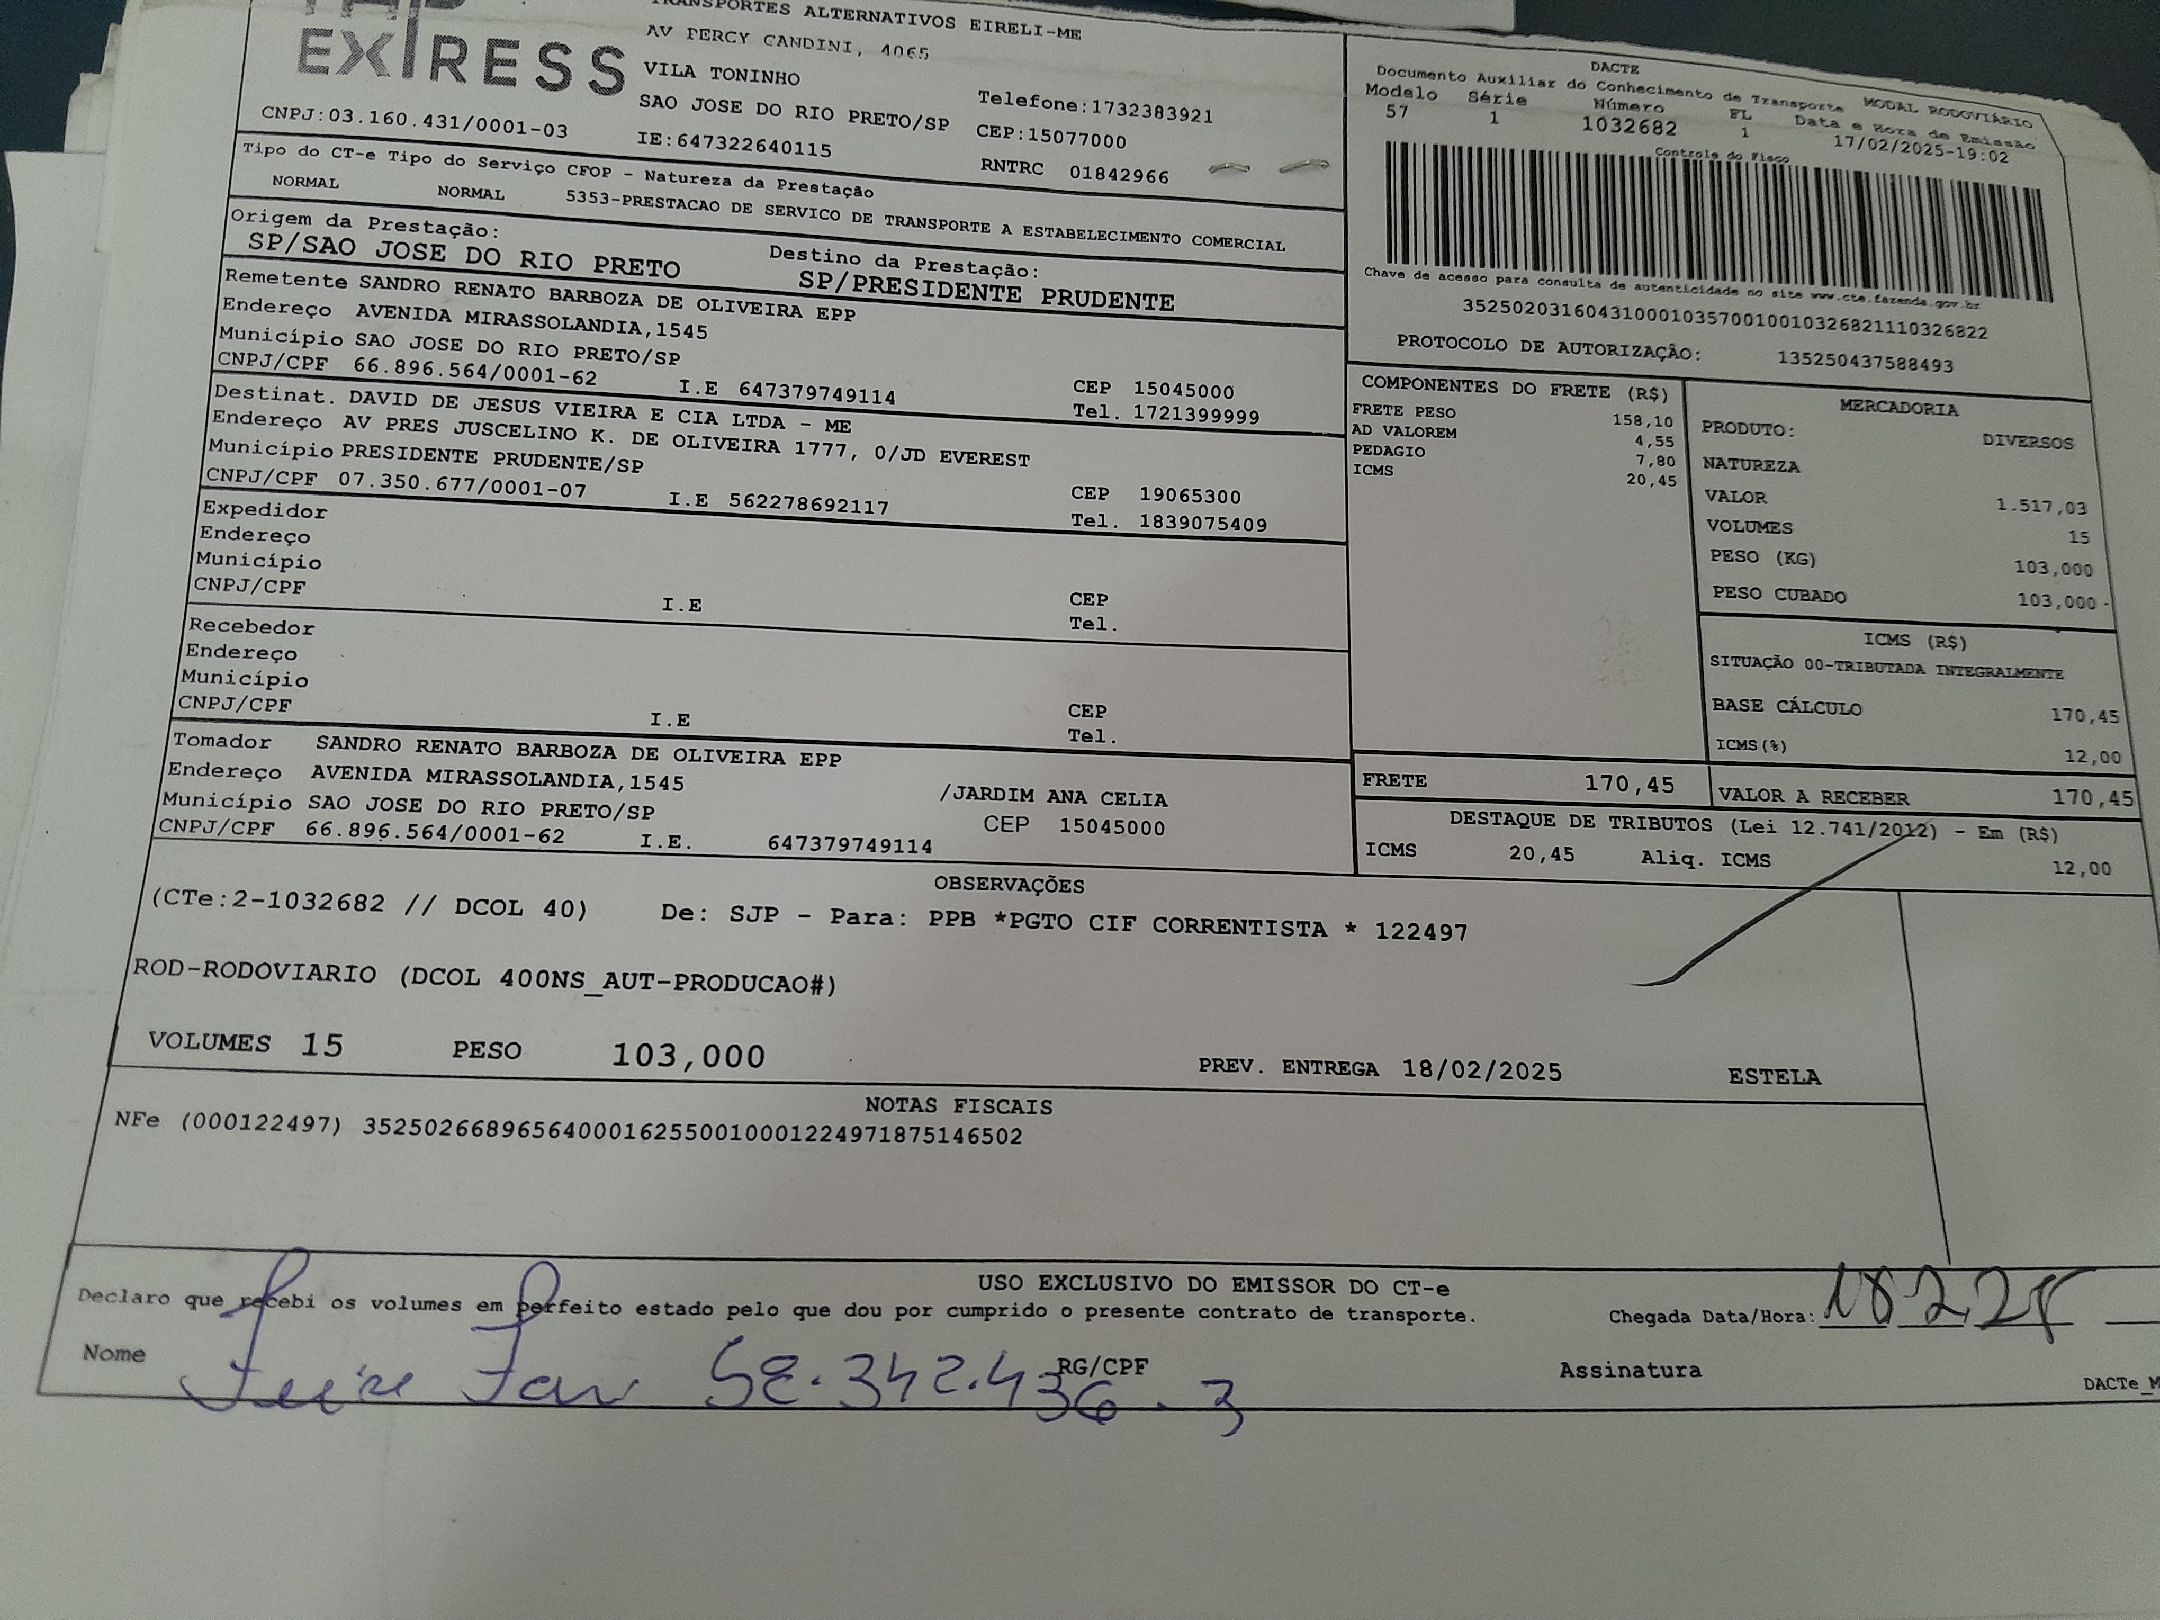 EXPRESS
TRANSPORTES ALTERNATIVOS EIRELI-ME
AV PERCY GANDINI, 4065
VILA TONINHO
SAO JOSE DO RIO PRETO/SP
Telefone:1732383921
CEP:15077000
CNPJ:03.160.431/0001-03
IE:647322640115
RNTRC 01842966
Tipo do CT-e Tipo do Serviço CFOP - Natureza da Prestação
NORMAL NORMAL 5353-PRESTACAO DE SERVICO DE TRANSPORTE A ESTABELECIMENTO COMERCIAL
Origem da Prestação: Destino da Prestação:
SP/SAO JOSE DO RIO PRETO SP/PRESIDENTE PRUDENTE
Remetente SANDRO RENATO BARBOZA DE OLIVEIRA EPP
Endereço AVENIDA MIRASSOLANDIA,1545
Município SAO JOSE DO RIO PRETO/SP CEP 15045000
CNPJ/CPF 66.896.564/0001-62 I.E 647379749114 Tel. 1721399999
Destinat. DAVID DE JESUS VIEIRA E CIA LTDA - ME
Endereço AV PRES JUSCELINO K. DE OLIVEIRA 1777, 0/JD EVEREST
Município PRESIDENTE PRUDENTE/SP CEP 19065300
CNPJ/CPF 07.350.677/0001-07 I.E 562278692117 Tel. 1839075409
Expedidor
Endereço
Município CEP
CNPJ/CPF I.E Tel.
Recebedor
Endereço
Município CEP
CNPJ/CPF I.E Tel.
Tomador SANDRO RENATO BARBOZA DE OLIVEIRA EPP
Endereço AVENIDA MIRASSOLANDIA,1545 /JARDIM ANA CELIA
Município SAO JOSE DO RIO PRETO/SP CEP 15045000
CNPJ/CPF 66.896.564/0001-62 I.E. 647379749114
DACTE
Documento Auxiliar do Conhecimento de Transporte MODAL RODOVIÁRIO
Modelo Série Número FL Data e Hora de Emissão
57 1 1032682 1 17/02/2025-19:02
Controle do Fisco
Chave de acesso para consulta de autenticidade no site www.cte.fazenda.gov.br
35250203160431000103570010010326821110326822
PROTOCOLO DE AUTORIZAÇÃO: 135250437588493
COMPONENTES DO FRETE (R$)
FRETE PESO 158,10
AD VALOREM 4,55
PEDAGIO 7,80
ICMS 20,45
MERCADORIA
PRODUTO: DIVERSOS
NATUREZA
VALOR 1.517,03
VOLUMES 15
PESO (KG) 103,000
PESO CUBADO 103,000
ICMS (R$)
SITUAÇÃO 00-TRIBUTADA INTEGRALMENTE
BASE CÁLCULO 170,45
ICMS(%) 12,00
FRETE 170,45 VALOR A RECEBER 170,45
DESTAQUE DE TRIBUTOS (Lei 12.741/2012) - Em (R$)
ICMS 20,45 Aliq. ICMS 12,00
OBSERVAÇÕES
(CTe:2-1032682 // DCOL 40) De: SJP - Para: PPB *PGTO CIF CORRENTISTA * 122497
ROD-RODOVIARIO (DCOL 400NS_AUT-PRODUCAO#)
VOLUMES 15 PESO 103,000 PREV. ENTREGA 18/02/2025 ESTELA
NOTAS FISCAIS
NFe (000122497) 35250266896564000162550010001224971875146502
USO EXCLUSIVO DO EMISSOR DO CT-e
Declaro que recebi os volumes em perfeito estado pelo que dou por cumprido o presente contrato de transporte. Chegada Data/Hora: 18 2 25
Nome 58.342.436.3 RG/CPF Assinatura